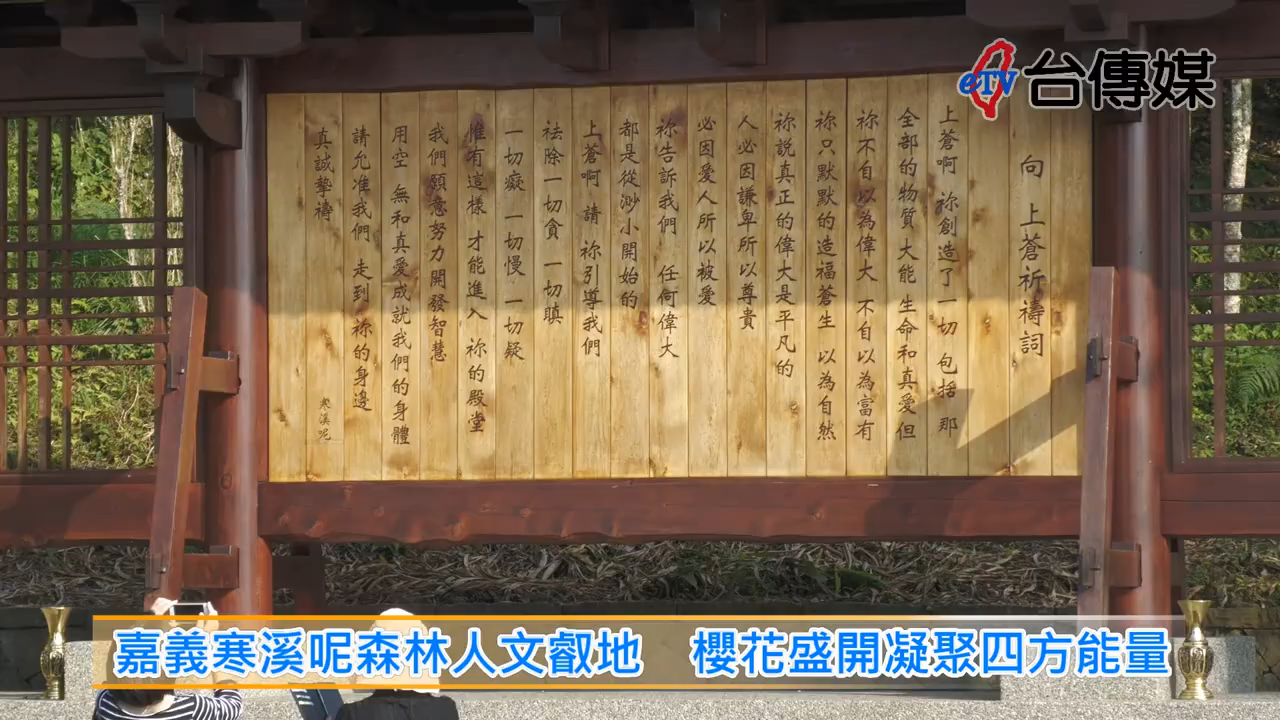 eTV 台傳媒
向 上蒼祈禱詞
上蒼啊 祢創造了一切 包括 那
全部的物質 大能 生命和真愛但
祢不自以為偉大 不自以為富有
祢只默默的造福蒼生 以為自然
祢說真正的偉大是平凡的
人必因謙卑所以尊貴
必因愛人所以被愛
祢告訴我們 任何偉大
都是從渺小開始的
上蒼啊 請 祢引導我們
祛除一切貪 一切瞋
一切癡 一切慢 一切疑
惟有這樣 才能進入 祢的殿堂
我們願意努力開發智慧
用空 無和真愛成就我們的身體
請允准我們 走到 祢的身邊
真誠摯禱
寒溪呢
嘉義寒溪呢森林人文叡地 櫻花盛開凝聚四方能量